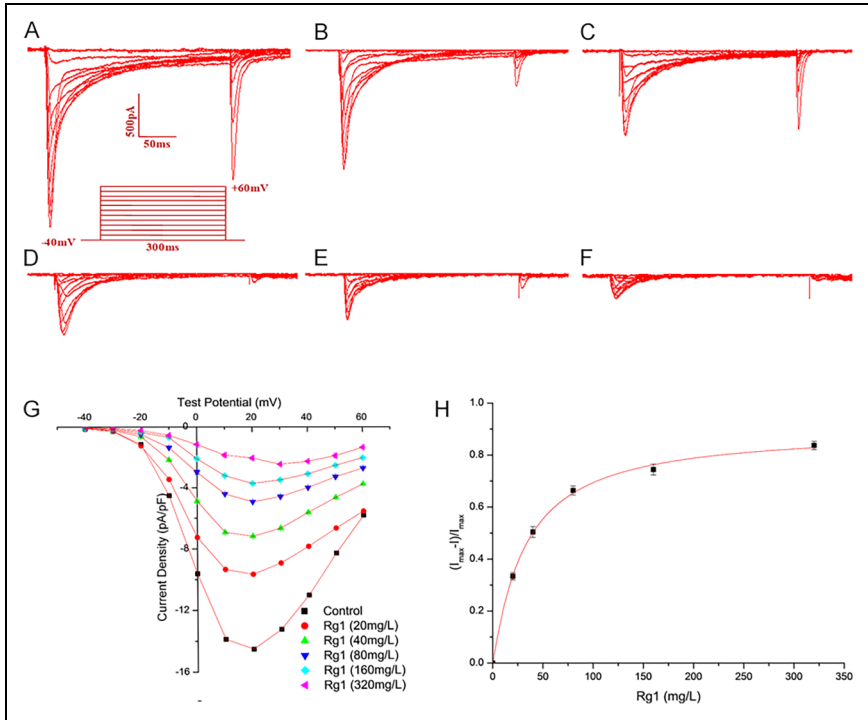 A
B
C
500pA
50ms
+60mV
-40mV
300ms
D
E
F
G
Test Potential (mV)
-40 -20 0 20 40 60
0
-4
-8
-12
-16
Current Density (pA/pF)
Control
Rg1 (20mg/L)
Rg1 (40mg/L)
Rg1 (80mg/L)
Rg1 (160mg/L)
Rg1 (320mg/L)
H
1.0
0.8
0.6
0.4
0.2
0.0
(Imax-I)/Imax
0 50 100 150 200 250 300 350
Rg1 (mg/L)